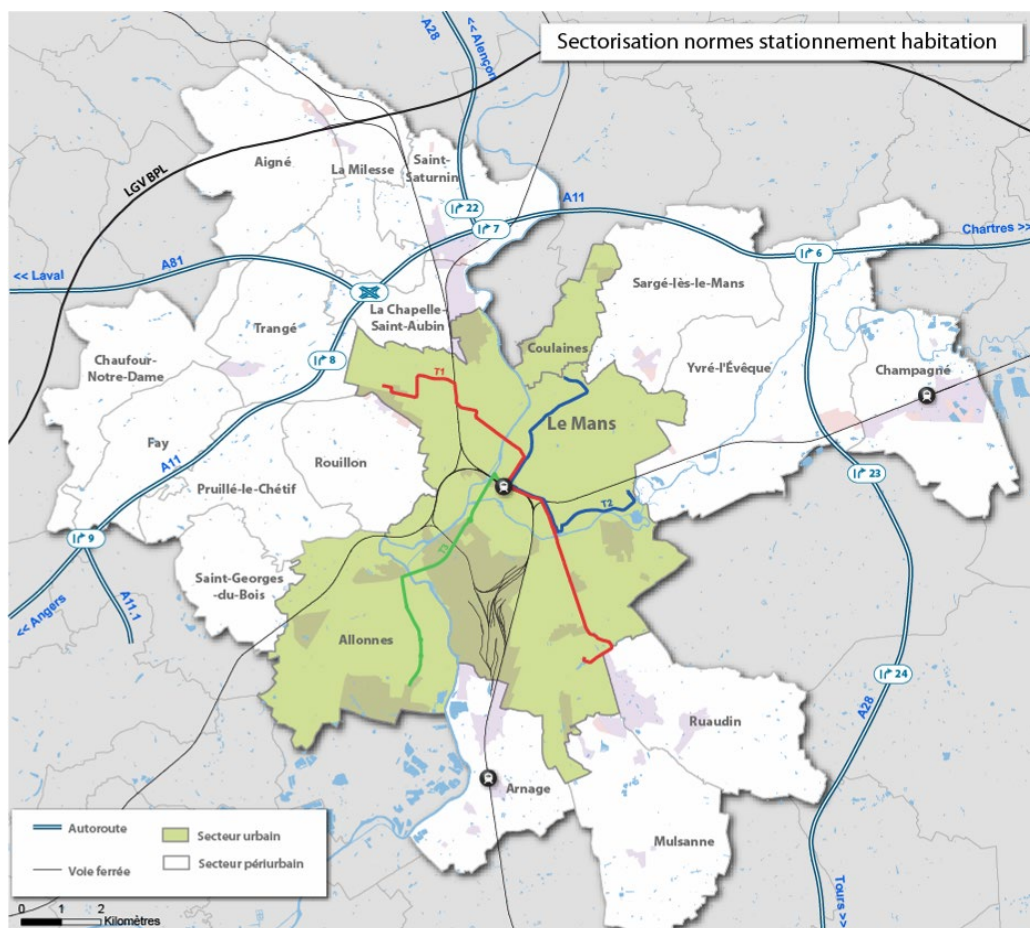 Sectorisation normes stationnement habitation
A28
<< Alençon
LGV BPL
Aigné
La Milesse
Saint-
Saturnin
22
7
A11
6
Chartres >>
<< Laval
A81
Sargé-lès-le-Mans
La Chapelle-
Saint-Aubin
Trangé
8
Coulaines
Chaufour-
Notre-Dame
Yvré-l'Évêque
Champagné
T1
Le Mans
Fay
A11
Rouillon
Pruillé-le-Chétif
23
T2
9
T3
Saint-Georges
-du-Bois
<< Angers
A11.1
Allonnes
24
A28
Ruaudin
Arnage
Mulsanne
Autoroute
Secteur urbain
Voie ferrée
Secteur périurbain
Tours >>
0 1 2
Kilomètres